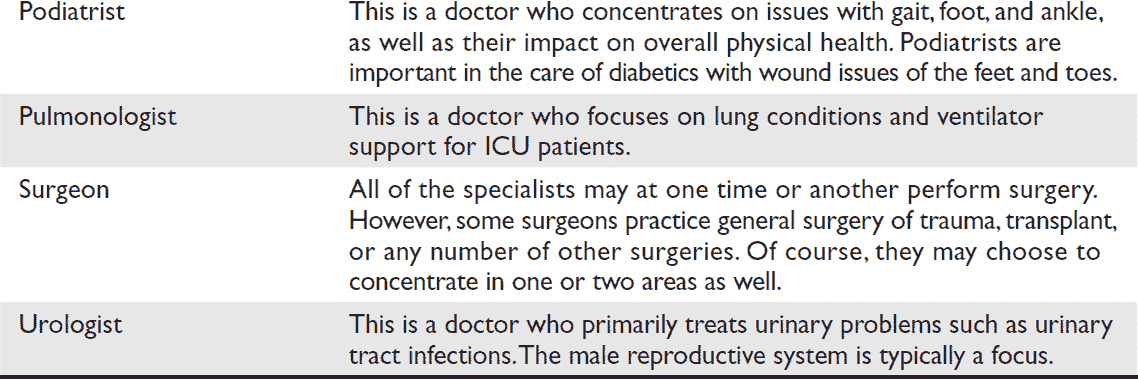 Podiatrist This is a doctor who concentrates on issues with gait, foot, and ankle,
as well as their impact on overall physical health. Podiatrists are
important in the care of diabetics with wound issues of the feet and toes.
Pulmonologist This is a doctor who focuses on lung conditions and ventilator
support for ICU patients.
Surgeon All of the specialists may at one time or another perform surgery.
However, some surgeons practice general surgery of trauma, transplant,
or any number of other surgeries. Of course, they may choose to
concentrate in one or two areas as well.
Urologist This is a doctor who primarily treats urinary problems such as urinary
tract infections. The male reproductive system is typically a focus.